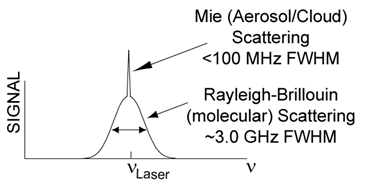 Mie (Aerosol/Cloud)
Scattering
<100 MHz FWHM
Rayleigh-Brillouin
(molecular) Scattering
~3.0 GHz FWHM
SIGNAL
νLaser
ν